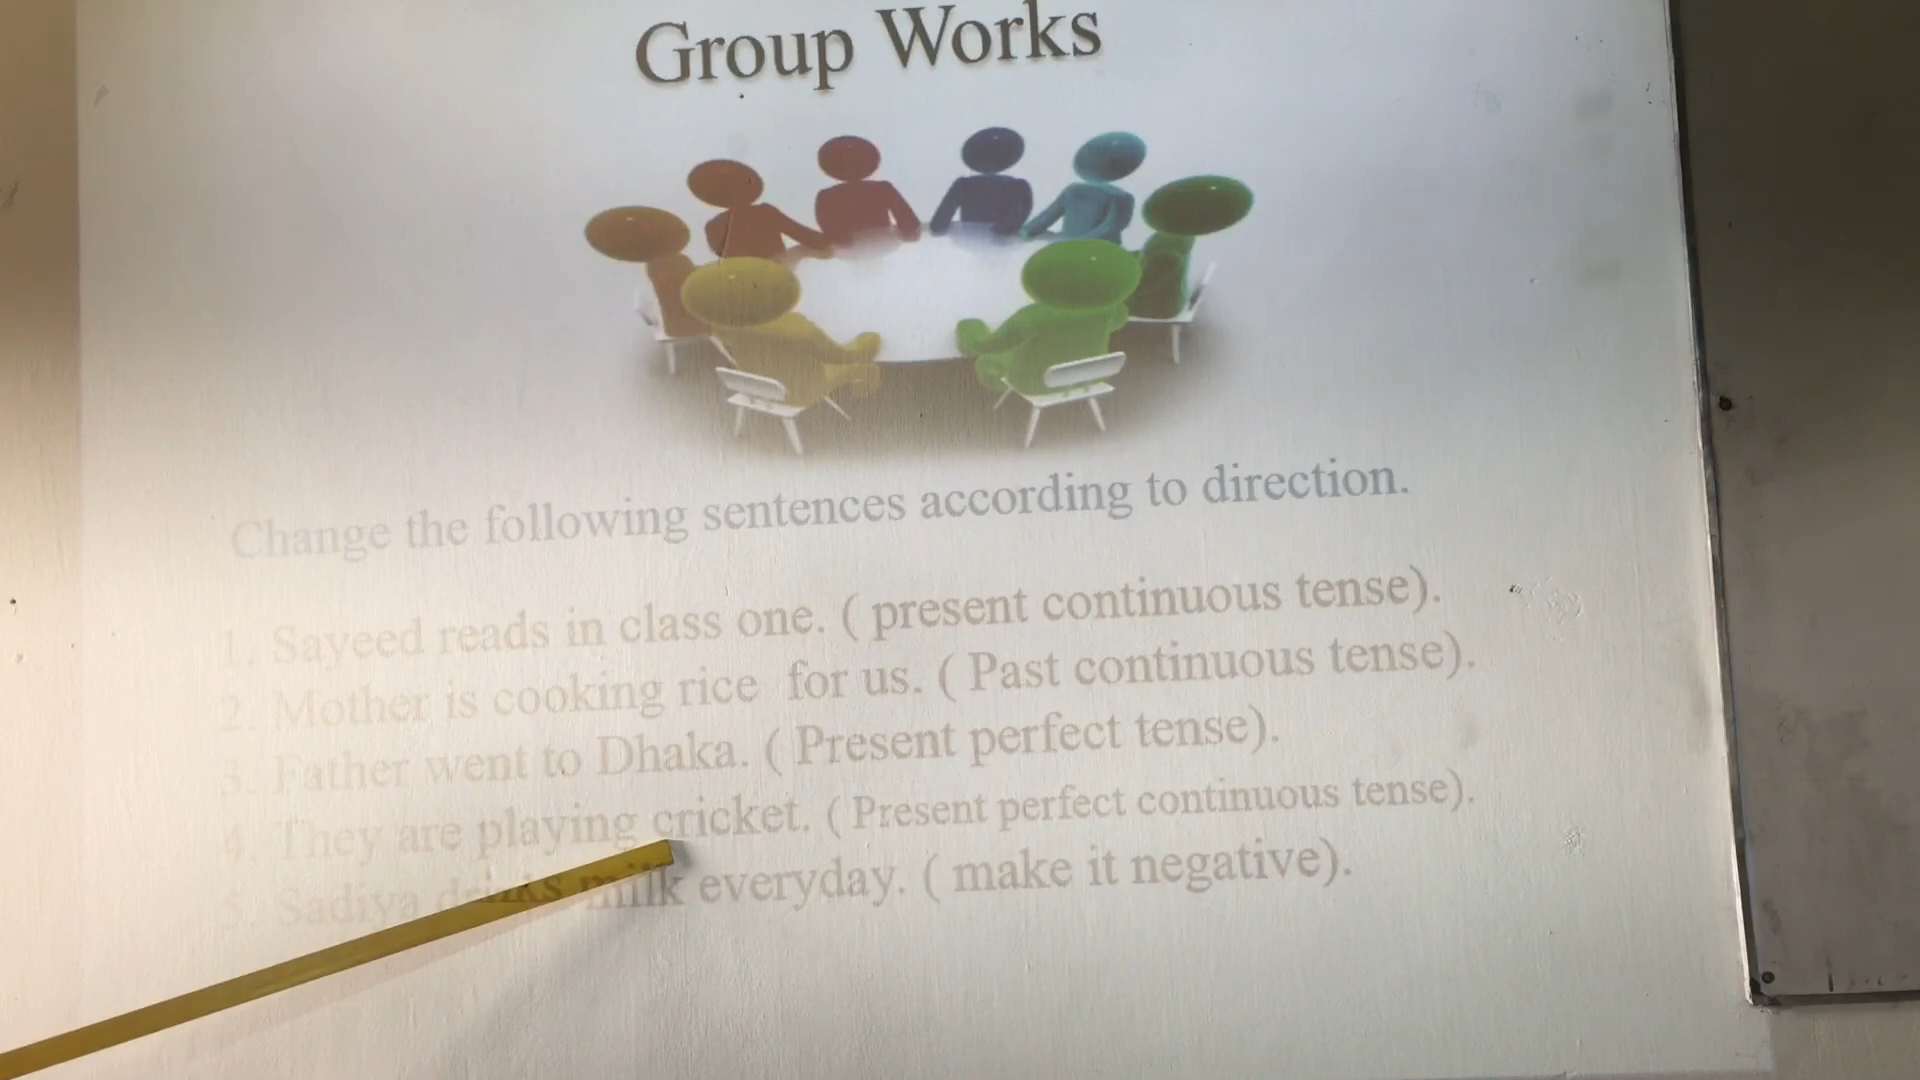 Group Works
Change the following sentences according to direction.
1. Sayeed reads in class one. ( present continuous tense).
2. Mother is cooking rice for us. ( Past continuous tense).
3. Father went to Dhaka. ( Present perfect tense).
4. They are playing cricket. ( Present perfect continuous tense).
5. Sadiya drinks milk everyday. ( make it negative).